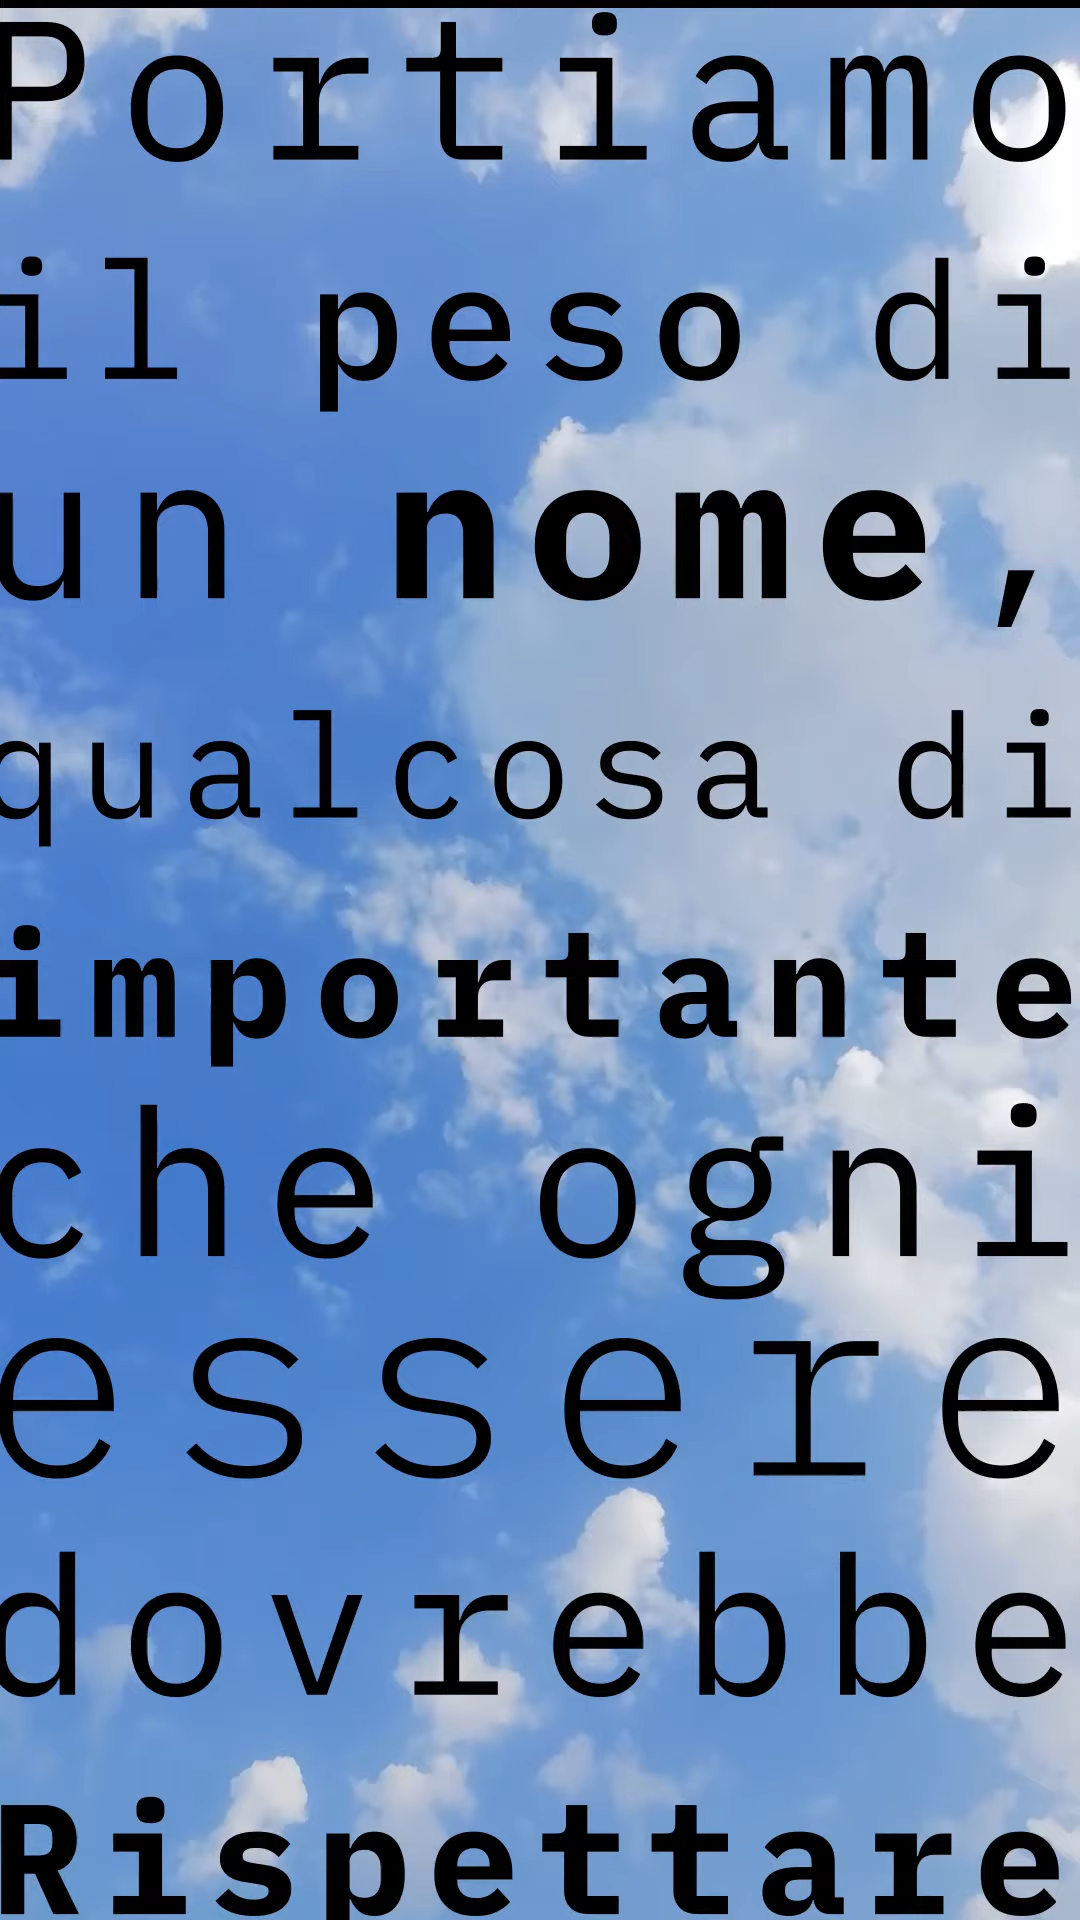 Portiamo
il peso di
un nome,
qualcosa di
importante
che ogni
essere
dovrebbe
Rispettare